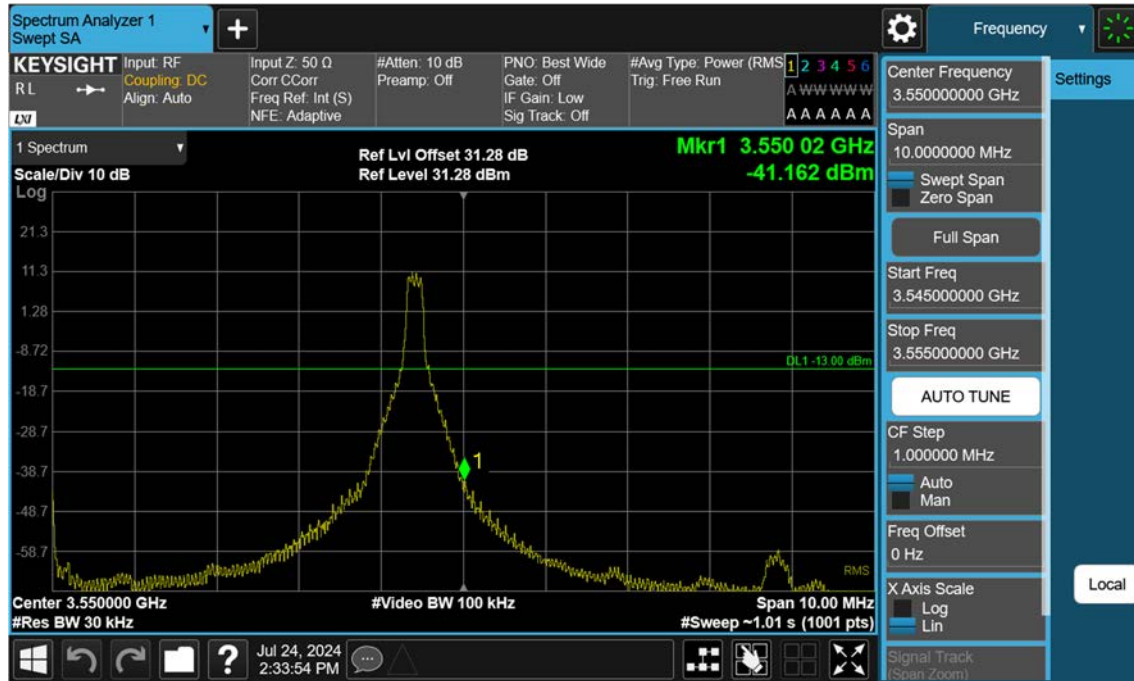 Spectrum Analyzer 1
Swept SA
+
Frequency
KEYSIGHT
RL
LXI
Input: RF
Coupling: DC
Align: Auto
Input Z: 50 Ω
Corr CCorr
Freq Ref: Int (S)
NFE: Adaptive
#Atten: 10 dB
Preamp: Off
PNO: Best Wide
Gate: Off
IF Gain: Low
Sig Track: Off
#Avg Type: Power (RMS
Trig: Free Run
1 2 3 4 5 6
A W W W W W
A A A A A A
1 Spectrum
Scale/Div 10 dB
Ref Lvl Offset 31.28 dB
Ref Level 31.28 dBm
Mkr1 3.550 02 GHz
-41.162 dBm
Log
21.3
11.3
1.28
-8.72
-18.7
-28.7
-38.7
-48.7
-58.7
DL1 -13.00 dBm
1
RMS
Center 3.550000 GHz
#Res BW 30 kHz
#Video BW 100 kHz
Span 10.00 MHz
#Sweep ~1.01 s (1001 pts)
Center Frequency
3.550000000 GHz
Span
10.0000000 MHz
Swept Span
Zero Span
Full Span
Start Freq
3.545000000 GHz
Stop Freq
3.555000000 GHz
AUTO TUNE
CF Step
1.000000 MHz
Auto
Man
Freq Offset
0 Hz
X Axis Scale
Log
Lin
Signal Track
(Span Zoom)
Settings
Local
?
Jul 24, 2024
2:33:54 PM